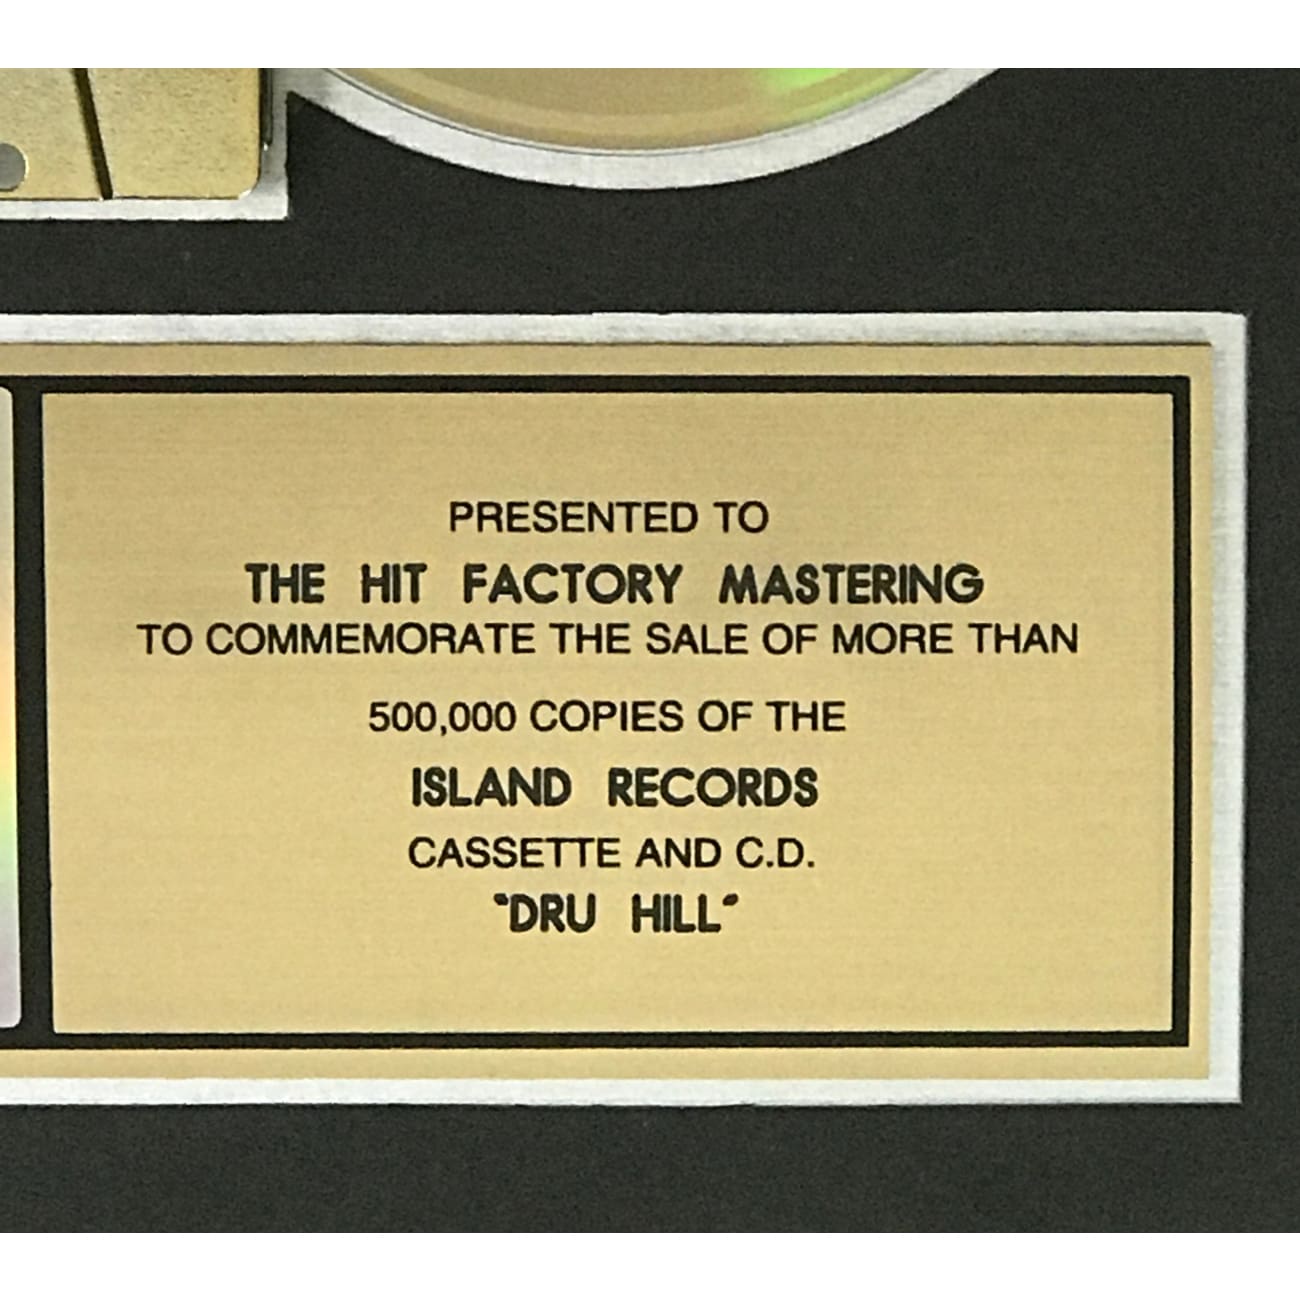 PRESENTED TO
THE HIT FACTORY MASTERING
TO COMMEMORATE THE SALE OF MORE THAN
500,000 COPIES OF THE
ISLAND RECORDS
CASSETTE AND C.D.
"DRU HILL"